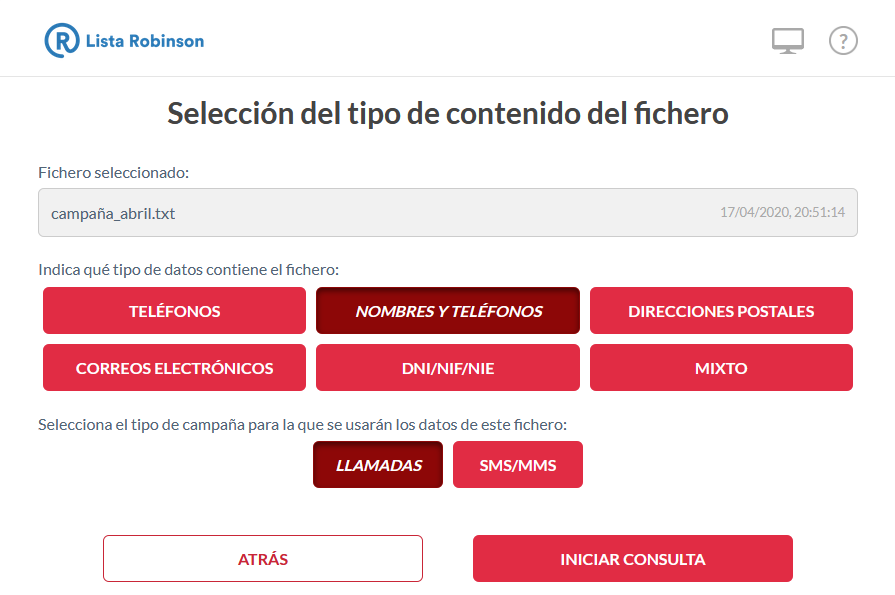 Lista Robinson
?
Selección del tipo de contenido del fichero
Fichero seleccionado:
campaña_abril.txt 17/04/2020, 20:51:14
Indica qué tipo de datos contiene el fichero:
TELÉFONOS NOMBRES Y TELÉFONOS DIRECCIONES POSTALES
CORREOS ELECTRÓNICOS DNI/NIF/NIE MIXTO
Selecciona el tipo de campaña para la que se usarán los datos de este fichero:
LLAMADAS SMS/MMS
ATRÁS INICIAR CONSULTA